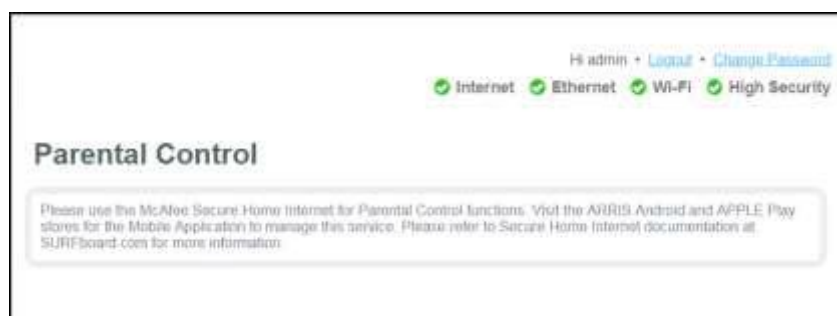 Hi admin • Logout • Change Password
Internet Ethernet Wi-Fi High Security
Parental Control
Please use the McAfee Secure Home Internet for Parental Control functions. Visit the ARRIS Android and APPLE Play
stores for the Mobile Application to manage this service. Please refer to Secure Home Internet documentation at
SURFboard.com for more information